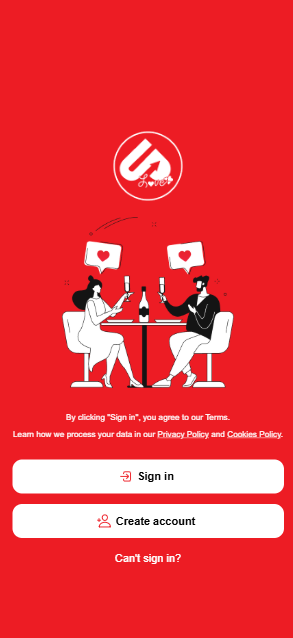 Love
By clicking "Sign in", you agree to our Terms.
Learn how we process your data in our Privacy Policy and Cookies Policy.
Sign in
Create account
Can't sign in?